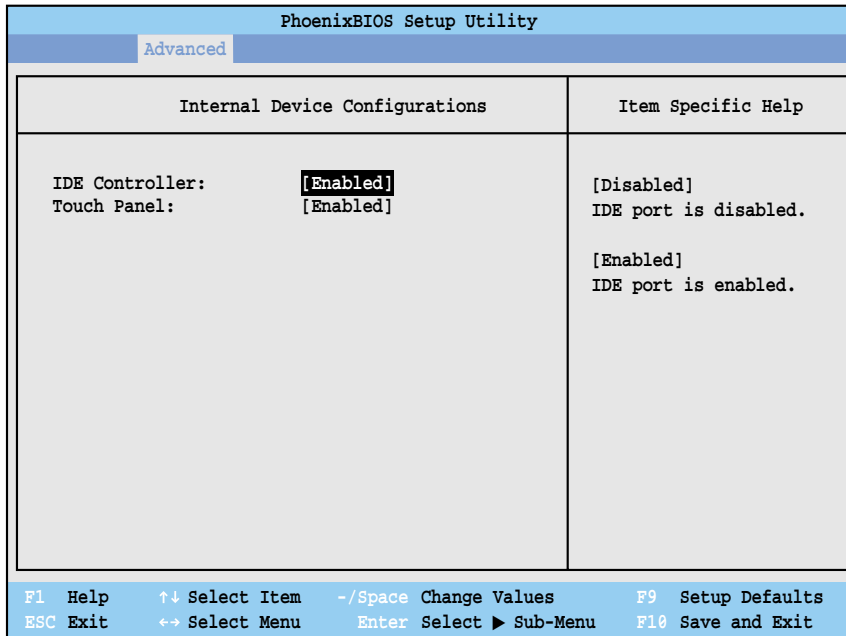 PhoenixBIOS Setup Utility
Advanced
Internal Device Configurations
Item Specific Help
IDE Controller: [Enabled]
Touch Panel: [Enabled]
[Disabled]
IDE port is disabled.
[Enabled]
IDE port is enabled.
F1 Help ↑↓ Select Item -/Space Change Values F9 Setup Defaults
ESC Exit ←→ Select Menu Enter Select ▶ Sub-Menu F10 Save and Exit